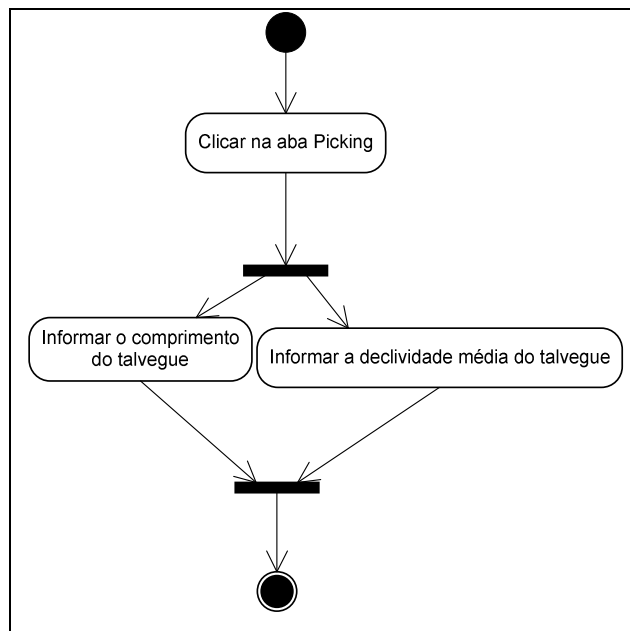 Clicar na aba Picking
Informar o comprimento
do talvegue
Informar a declividade média do talvegue